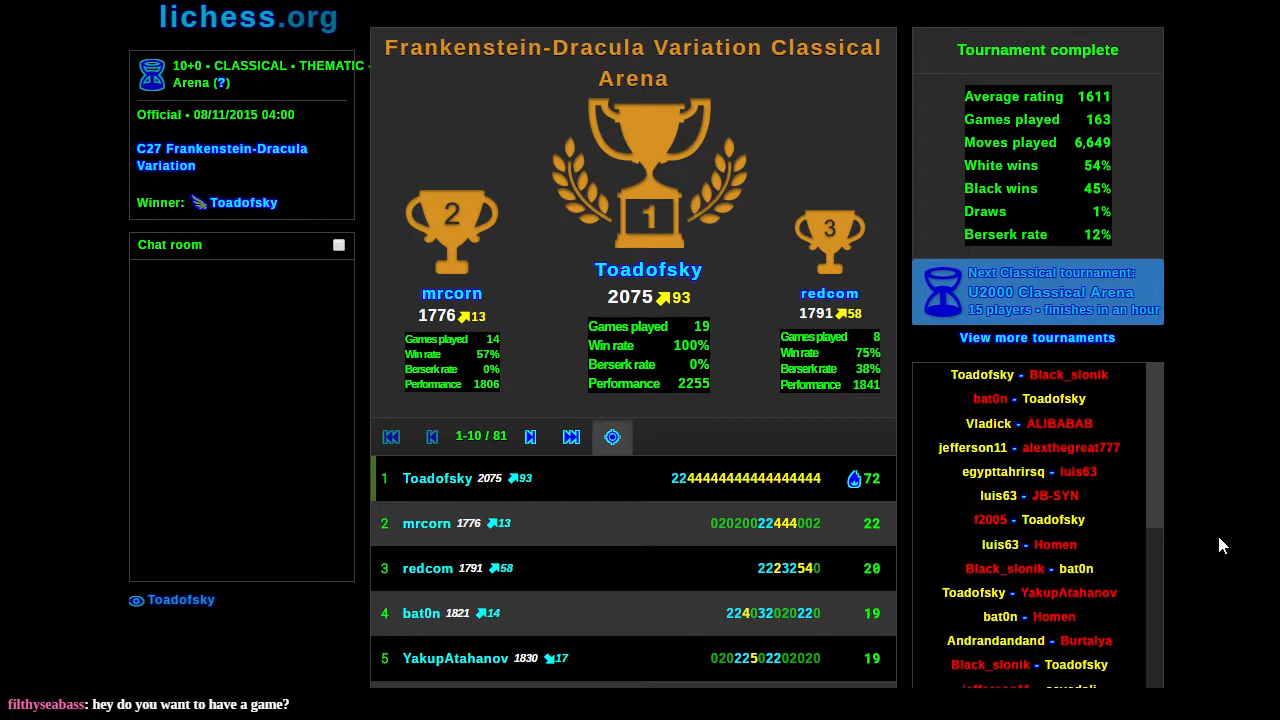 lichess.org
10+0 • CLASSICAL • THEMATIC •
Arena (?)
Official • 08/11/2015 04:00
C27 Frankenstein-Dracula
Variation
Winner: Toadofsky
Chat room
Toadofsky
Frankenstein-Dracula Variation Classical
Arena
2
1
3
mrcorn
1776 13
Games played 14
Win rate 57%
Berserk rate 0%
Performance 1806
Toadofsky
2075 93
Games played 19
Win rate 100%
Berserk rate 0%
Performance 2255
redcom
1791 58
Games played 8
Win rate 75%
Berserk rate 38%
Performance 1841
1-10 / 81
1 Toadofsky 2075 93 2244444444444444444 72
2 mrcorn 1776 13 02020022444002 22
3 redcom 1791 58 22232540 20
4 bat0n 1821 14 224032020220 19
5 YakupAtahanov 1830 17 02022502202020 19
Tournament complete
Average rating 1611
Games played 163
Moves played 6,649
White wins 54%
Black wins 45%
Draws 1%
Berserk rate 12%
Next Classical tournament:
U2000 Classical Arena
15 players - finishes in an hour
View more tournaments
Toadofsky - Black_slonik
bat0n - Toadofsky
Vladick - ALIBABAB
jefferson11 - alexthegreat777
egypttahrirsq - luis63
luis63 - JB-SYN
f2005 - Toadofsky
luis63 - Homen
Black_slonik - bat0n
Toadofsky - YakupAtahanov
bat0n - Homen
Andrandandand - Burtalya
Black_slonik - Toadofsky
filthyseabass: hey do you want to have a game?